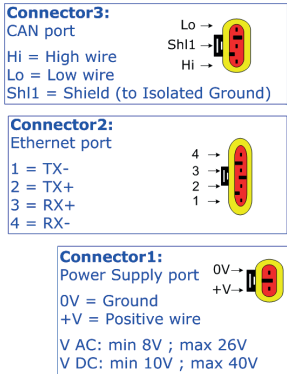 Connector3:
CAN port
Hi = High wire
Lo = Low wire
Shl1 = Shield (to Isolated Ground)
Lo
Shl1
Hi
Connector2:
Ethernet port
1 = TX-
2 = TX+
3 = RX+
4 = RX-
4
3
2
1
Connector1:
Power Supply port
0V = Ground
+V = Positive wire
V AC: min 8V ; max 26V
V DC: min 10V ; max 40V
0V
+V